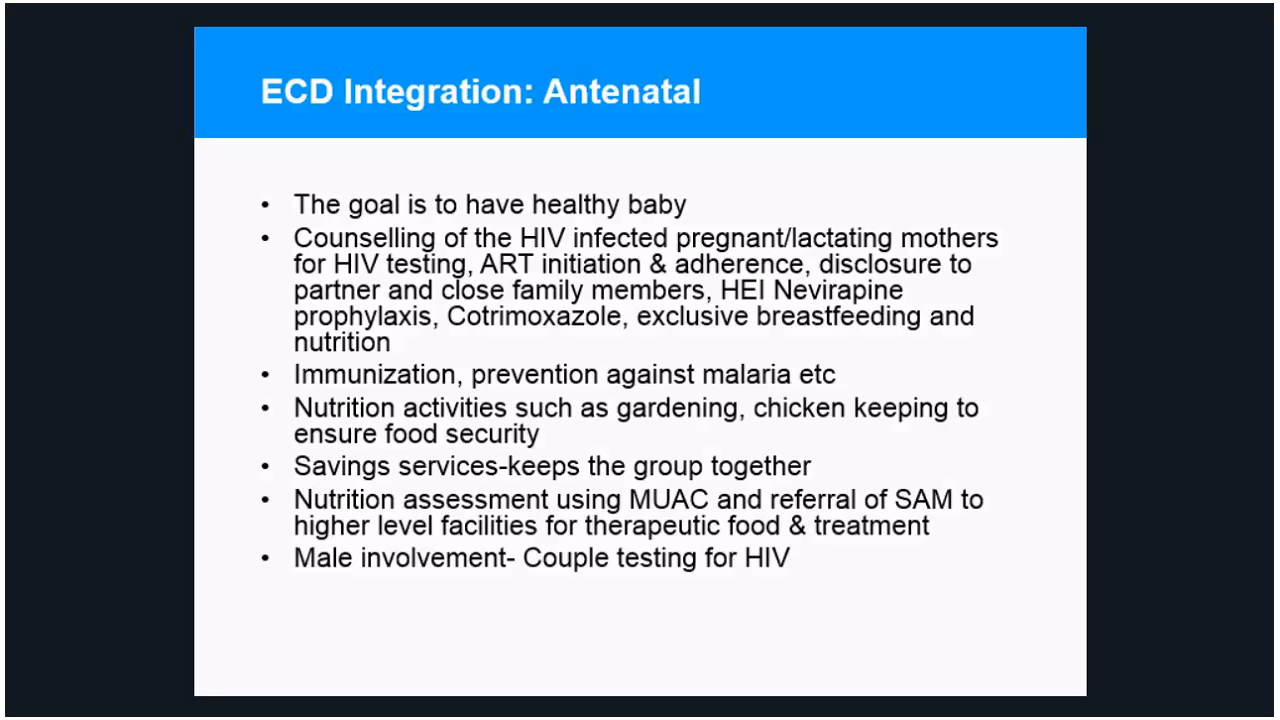 ECD Integration: Antenatal
• The goal is to have healthy baby
• Counselling of the HIV infected pregnant/lactating mothers
for HIV testing, ART initiation & adherence, disclosure to
partner and close family members, HEI Nevirapine
prophylaxis, Cotrimoxazole, exclusive breastfeeding and
nutrition
• Immunization, prevention against malaria etc
• Nutrition activities such as gardening, chicken keeping to
ensure food security
• Savings services-keeps the group together
• Nutrition assessment using MUAC and referral of SAM to
higher level facilities for therapeutic food & treatment
• Male involvement- Couple testing for HIV